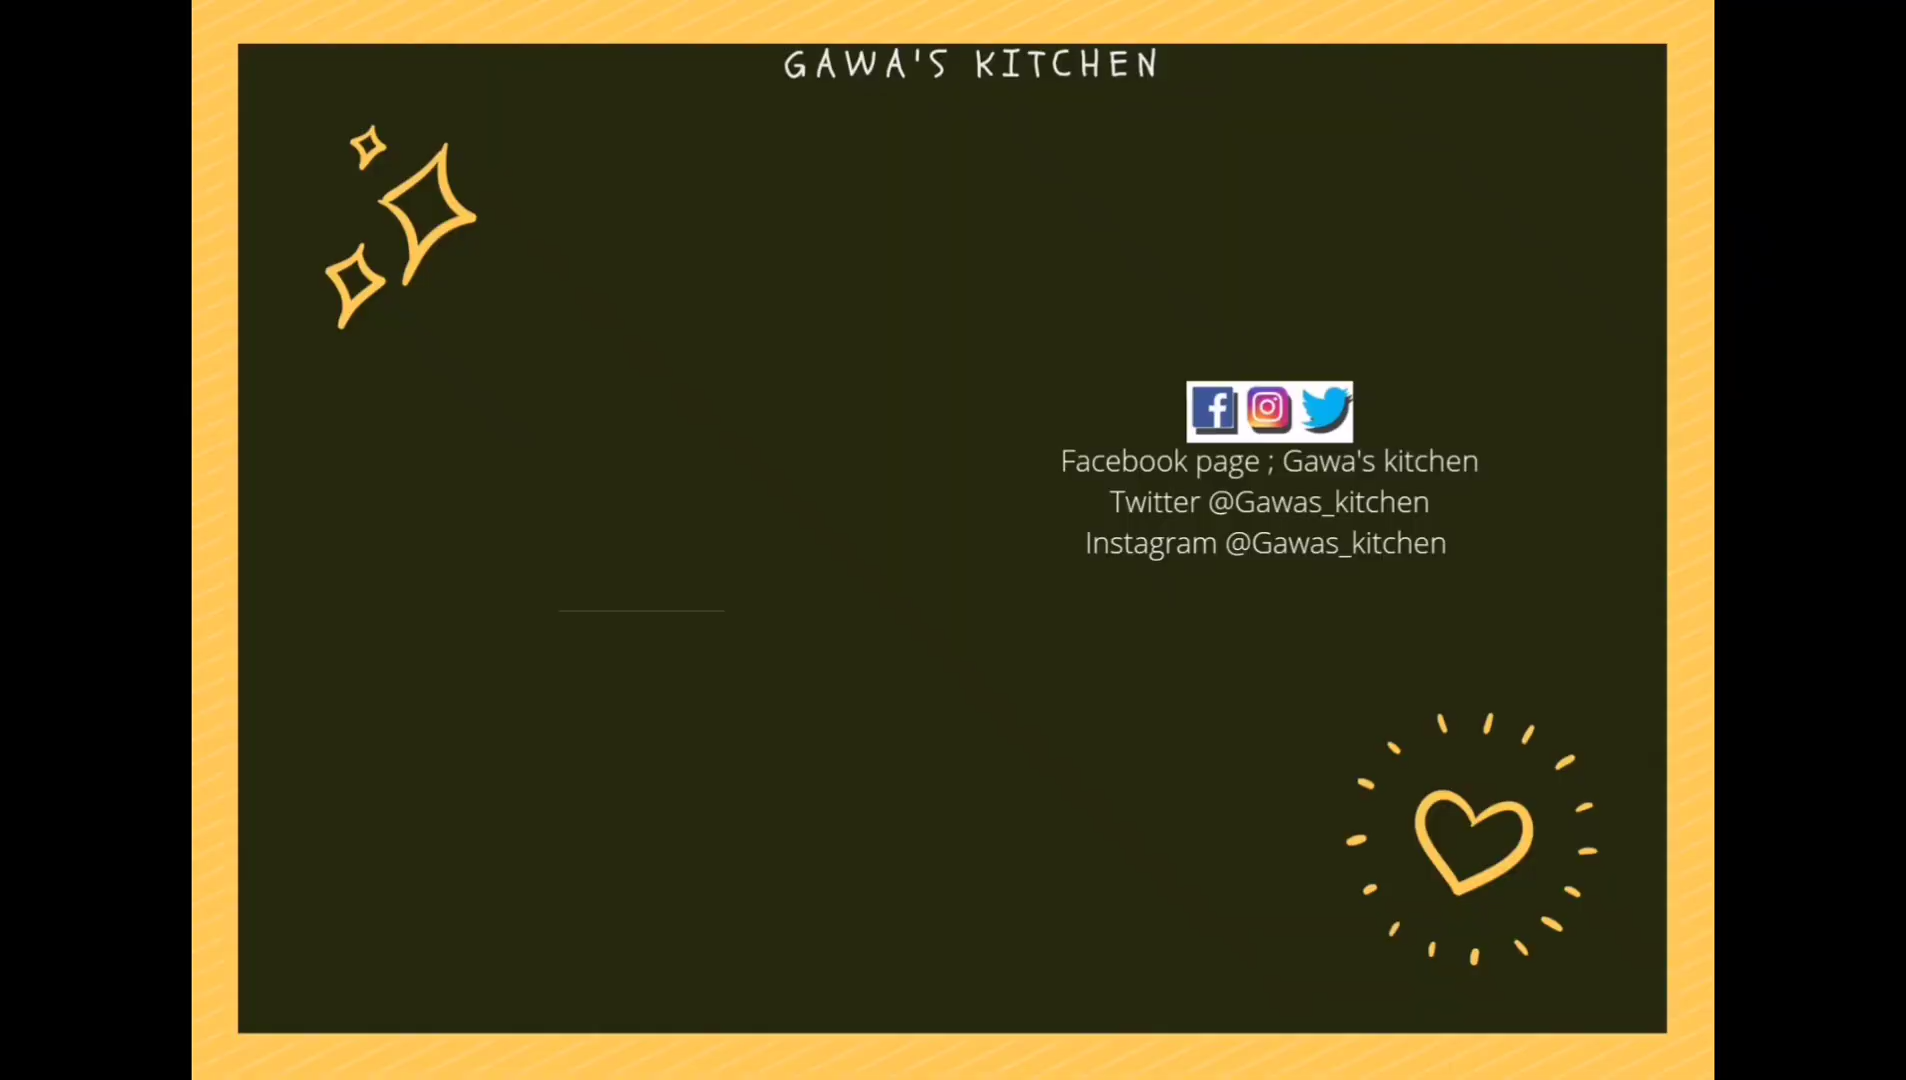 GAWA'S KITCHEN
Facebook page ; Gawa's kitchen
Twitter @Gawas_kitchen
Instagram @Gawas_kitchen